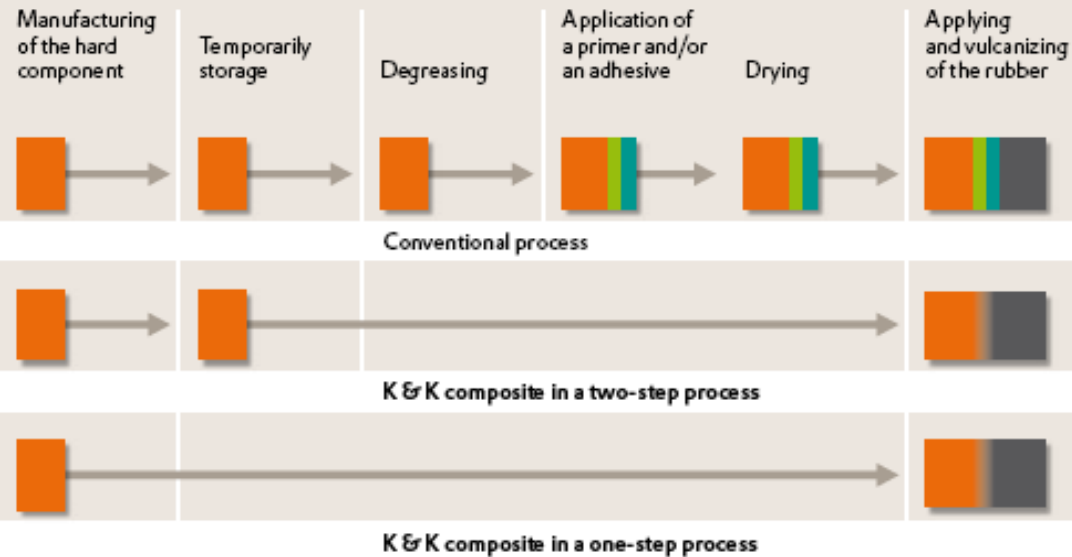 Manufacturing
of the hard
component
Temporarily
storage
Degreasing
Application of
a primer and/or
an adhesive
Drying
Applying
and vulcanizing
of the rubber
Conventional process
K & K composite in a two-step process
K & K composite in a one-step process